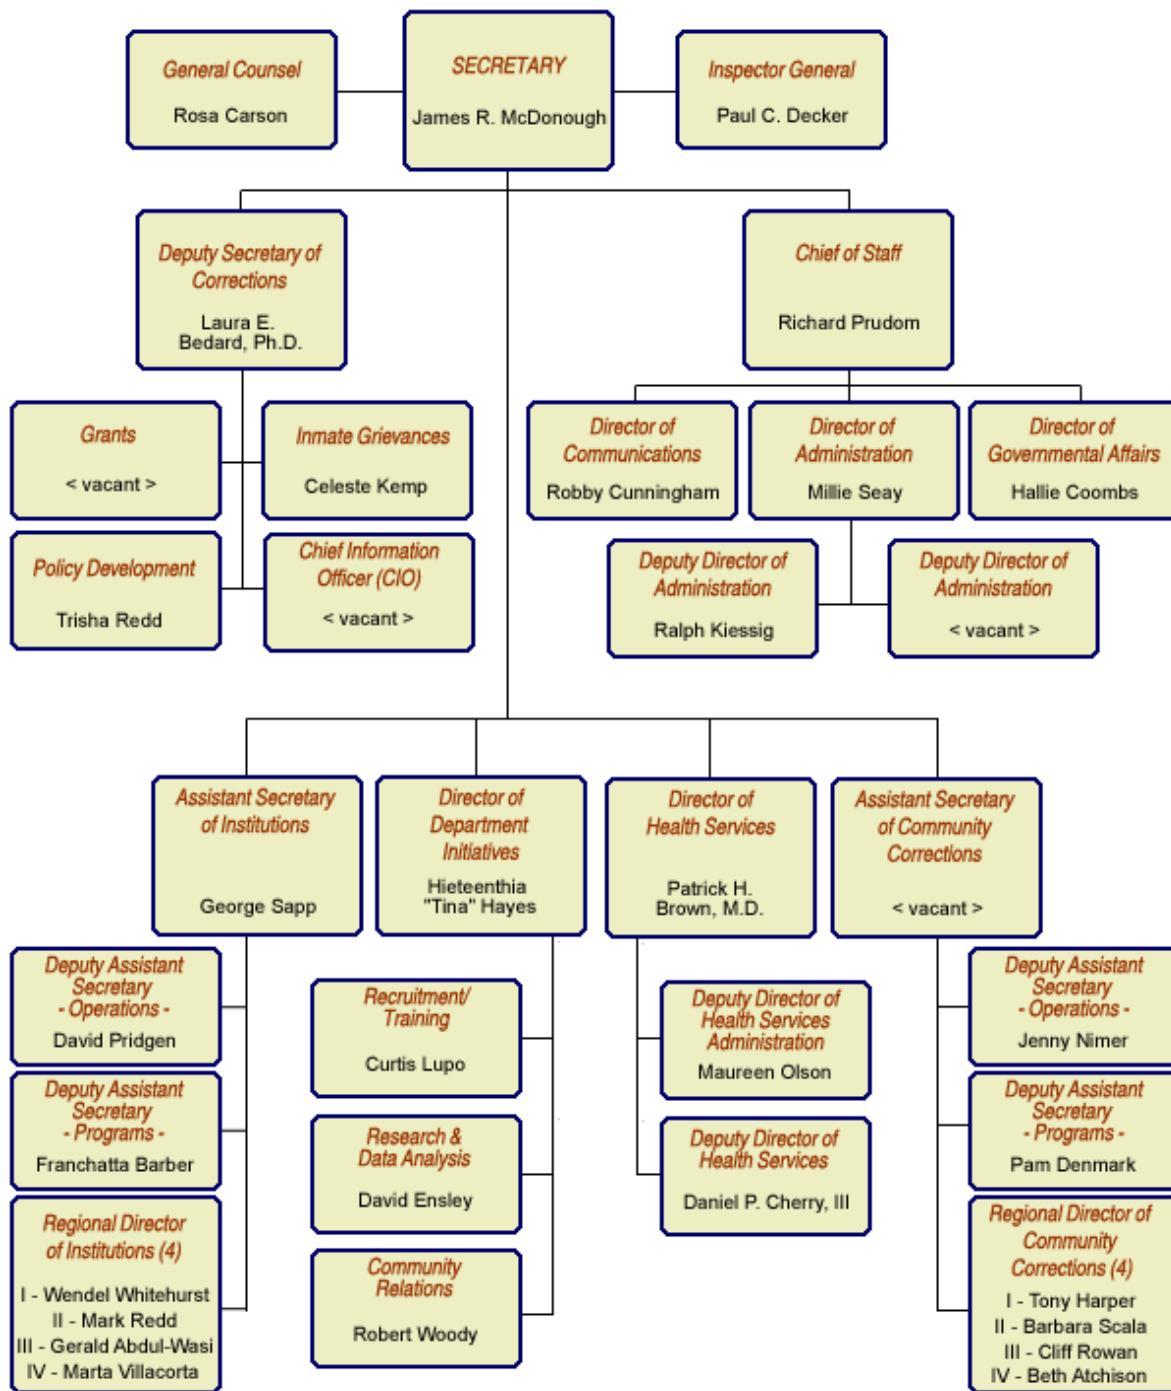 General Counsel
Rosa Carson
SECRETARY
James R. McDonough
Inspector General
Paul C. Decker
Deputy Secretary of
Corrections
Laura E.
Bedard, Ph.D.
Chief of Staff
Richard Prudom
Grants
< vacant >
Inmate Grievances
Celeste Kemp
Director of
Communications
Robby Cunningham
Director of
Administration
Millie Seay
Director of
Governmental Affairs
Hallie Coombs
Policy Development
Trisha Redd
Chief Information
Officer (CIO)
< vacant >
Deputy Director of
Administration
Ralph Kiessig
Deputy Director of
Administration
< vacant >
Assistant Secretary
of Institutions
George Sapp
Director of
Department
Initiatives
Hieteenthia
"Tina" Hayes
Director of
Health Services
Patrick H.
Brown, M.D.
Assistant Secretary
of Community
Corrections
< vacant >
Deputy Assistant
Secretary
- Operations -
David Pridgen
Deputy Assistant
Secretary
- Programs -
Franchatta Barber
Regional Director
of Institutions (4)
I - Wendel Whitehurst
II - Mark Redd
III - Gerald Abdul-Wasi
IV - Marta Villacorta
Recruitment/
Training
Curtis Lupo
Research &
Data Analysis
David Ensley
Community
Relations
Robert Woody
Deputy Director of
Health Services
Administration
Maureen Olson
Deputy Director of
Health Services
Daniel P. Cherry, III
Deputy Assistant
Secretary
- Operations -
Jenny Nimer
Deputy Assistant
Secretary
- Programs -
Pam Denmark
Regional Director of
Community
Corrections (4)
I - Tony Harper
II - Barbara Scala
III - Cliff Rowan
IV - Beth Atchison